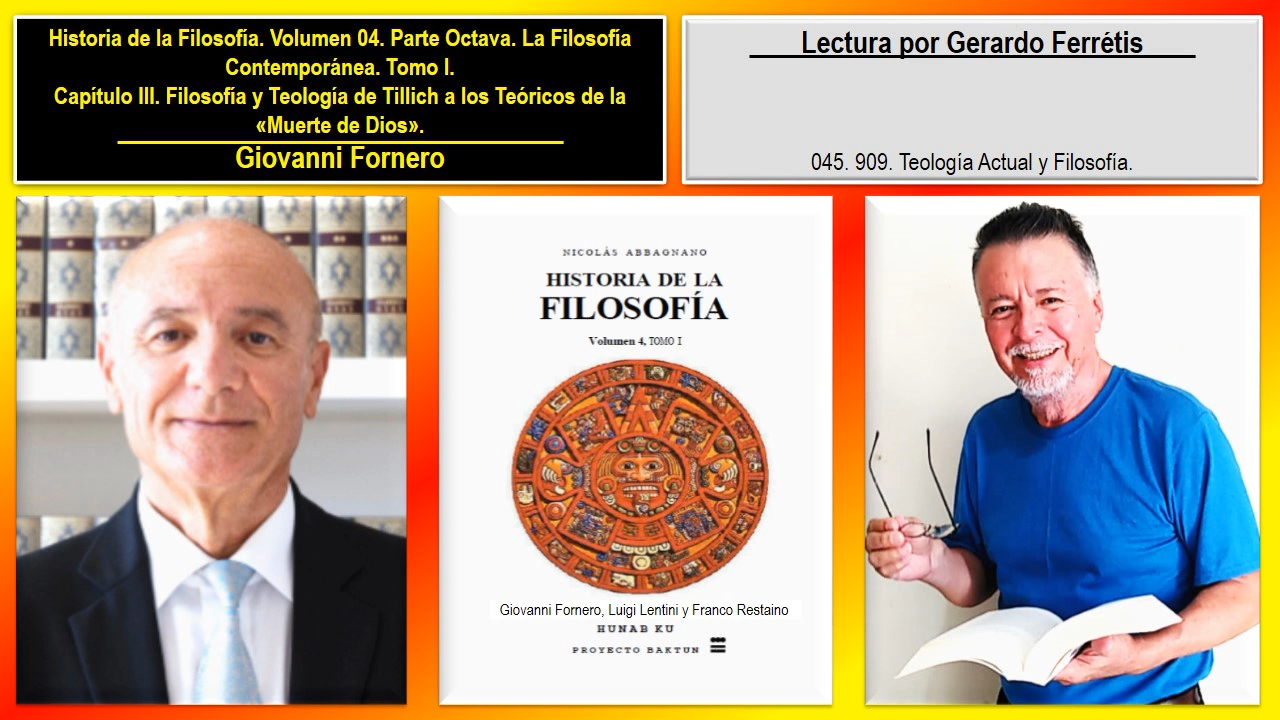 Historia de la Filosofía. Volumen 04. Parte Octava. La Filosofía
Contemporánea. Tomo I.
Capítulo III. Filosofía y Teología de Tillich a los Teóricos de la
«Muerte de Dios».
Giovanni Fornero
Lectura por Gerardo Ferrétis
045. 909. Teología Actual y Filosofía.
NICOLÁS ABBAGNANO
HISTORIA DE LA
FILOSOFÍA
Volumen 4, TOMO I
Giovanni Fornero, Luigi Lentini y Franco Restaino
HUNAB KU
PROYECTO BAKTUN